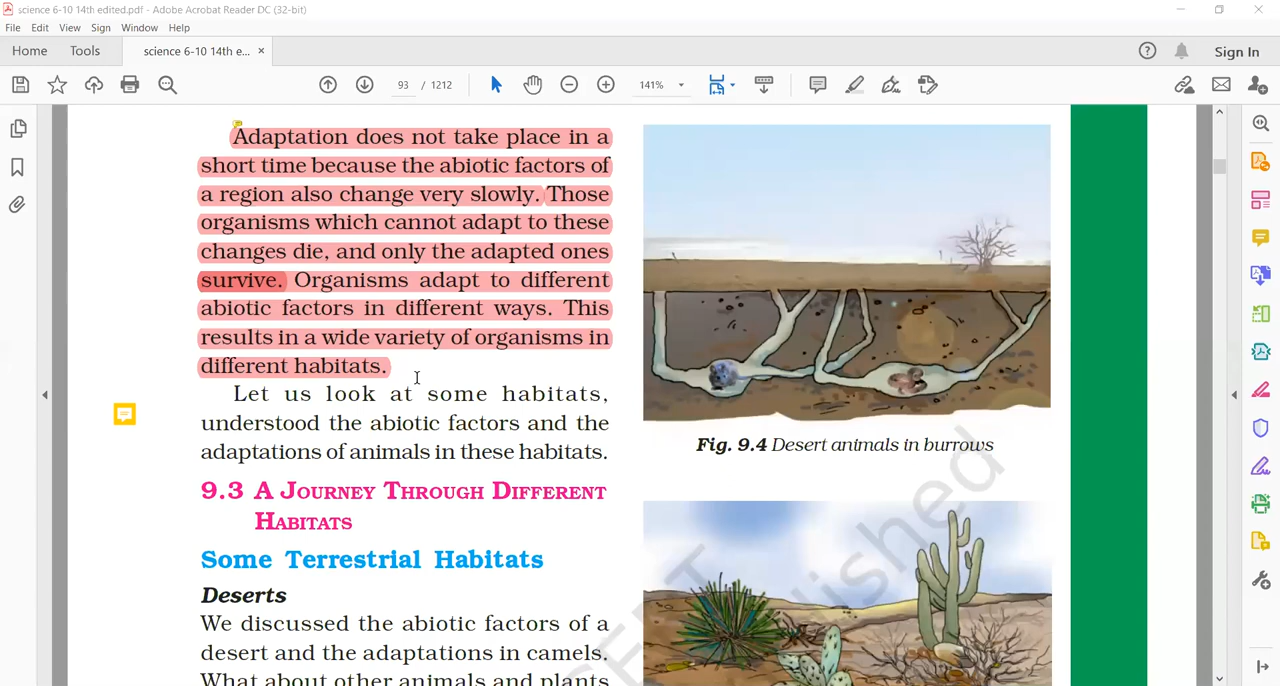 science 6-10 14th edited.pdf - Adobe Acrobat Reader DC (32-bit)
File Edit View Sign Window Help
Home Tools science 6-10 14th e... × Sign In
93 / 1212 141%
Adaptation does not take place in a
short time because the abiotic factors of
a region also change very slowly. Those
organisms which cannot adapt to these
changes die, and only the adapted ones
survive. Organisms adapt to different
abiotic factors in different ways. This
results in a wide variety of organisms in
different habitats.
Let us look at some habitats,
understood the abiotic factors and the
adaptations of animals in these habitats.
9.3 A Journey Through Different
Habitats
Some Terrestrial Habitats
Deserts
We discussed the abiotic factors of a
desert and the adaptations in camels.
What about other animals and plants
Fig. 9.4 Desert animals in burrows